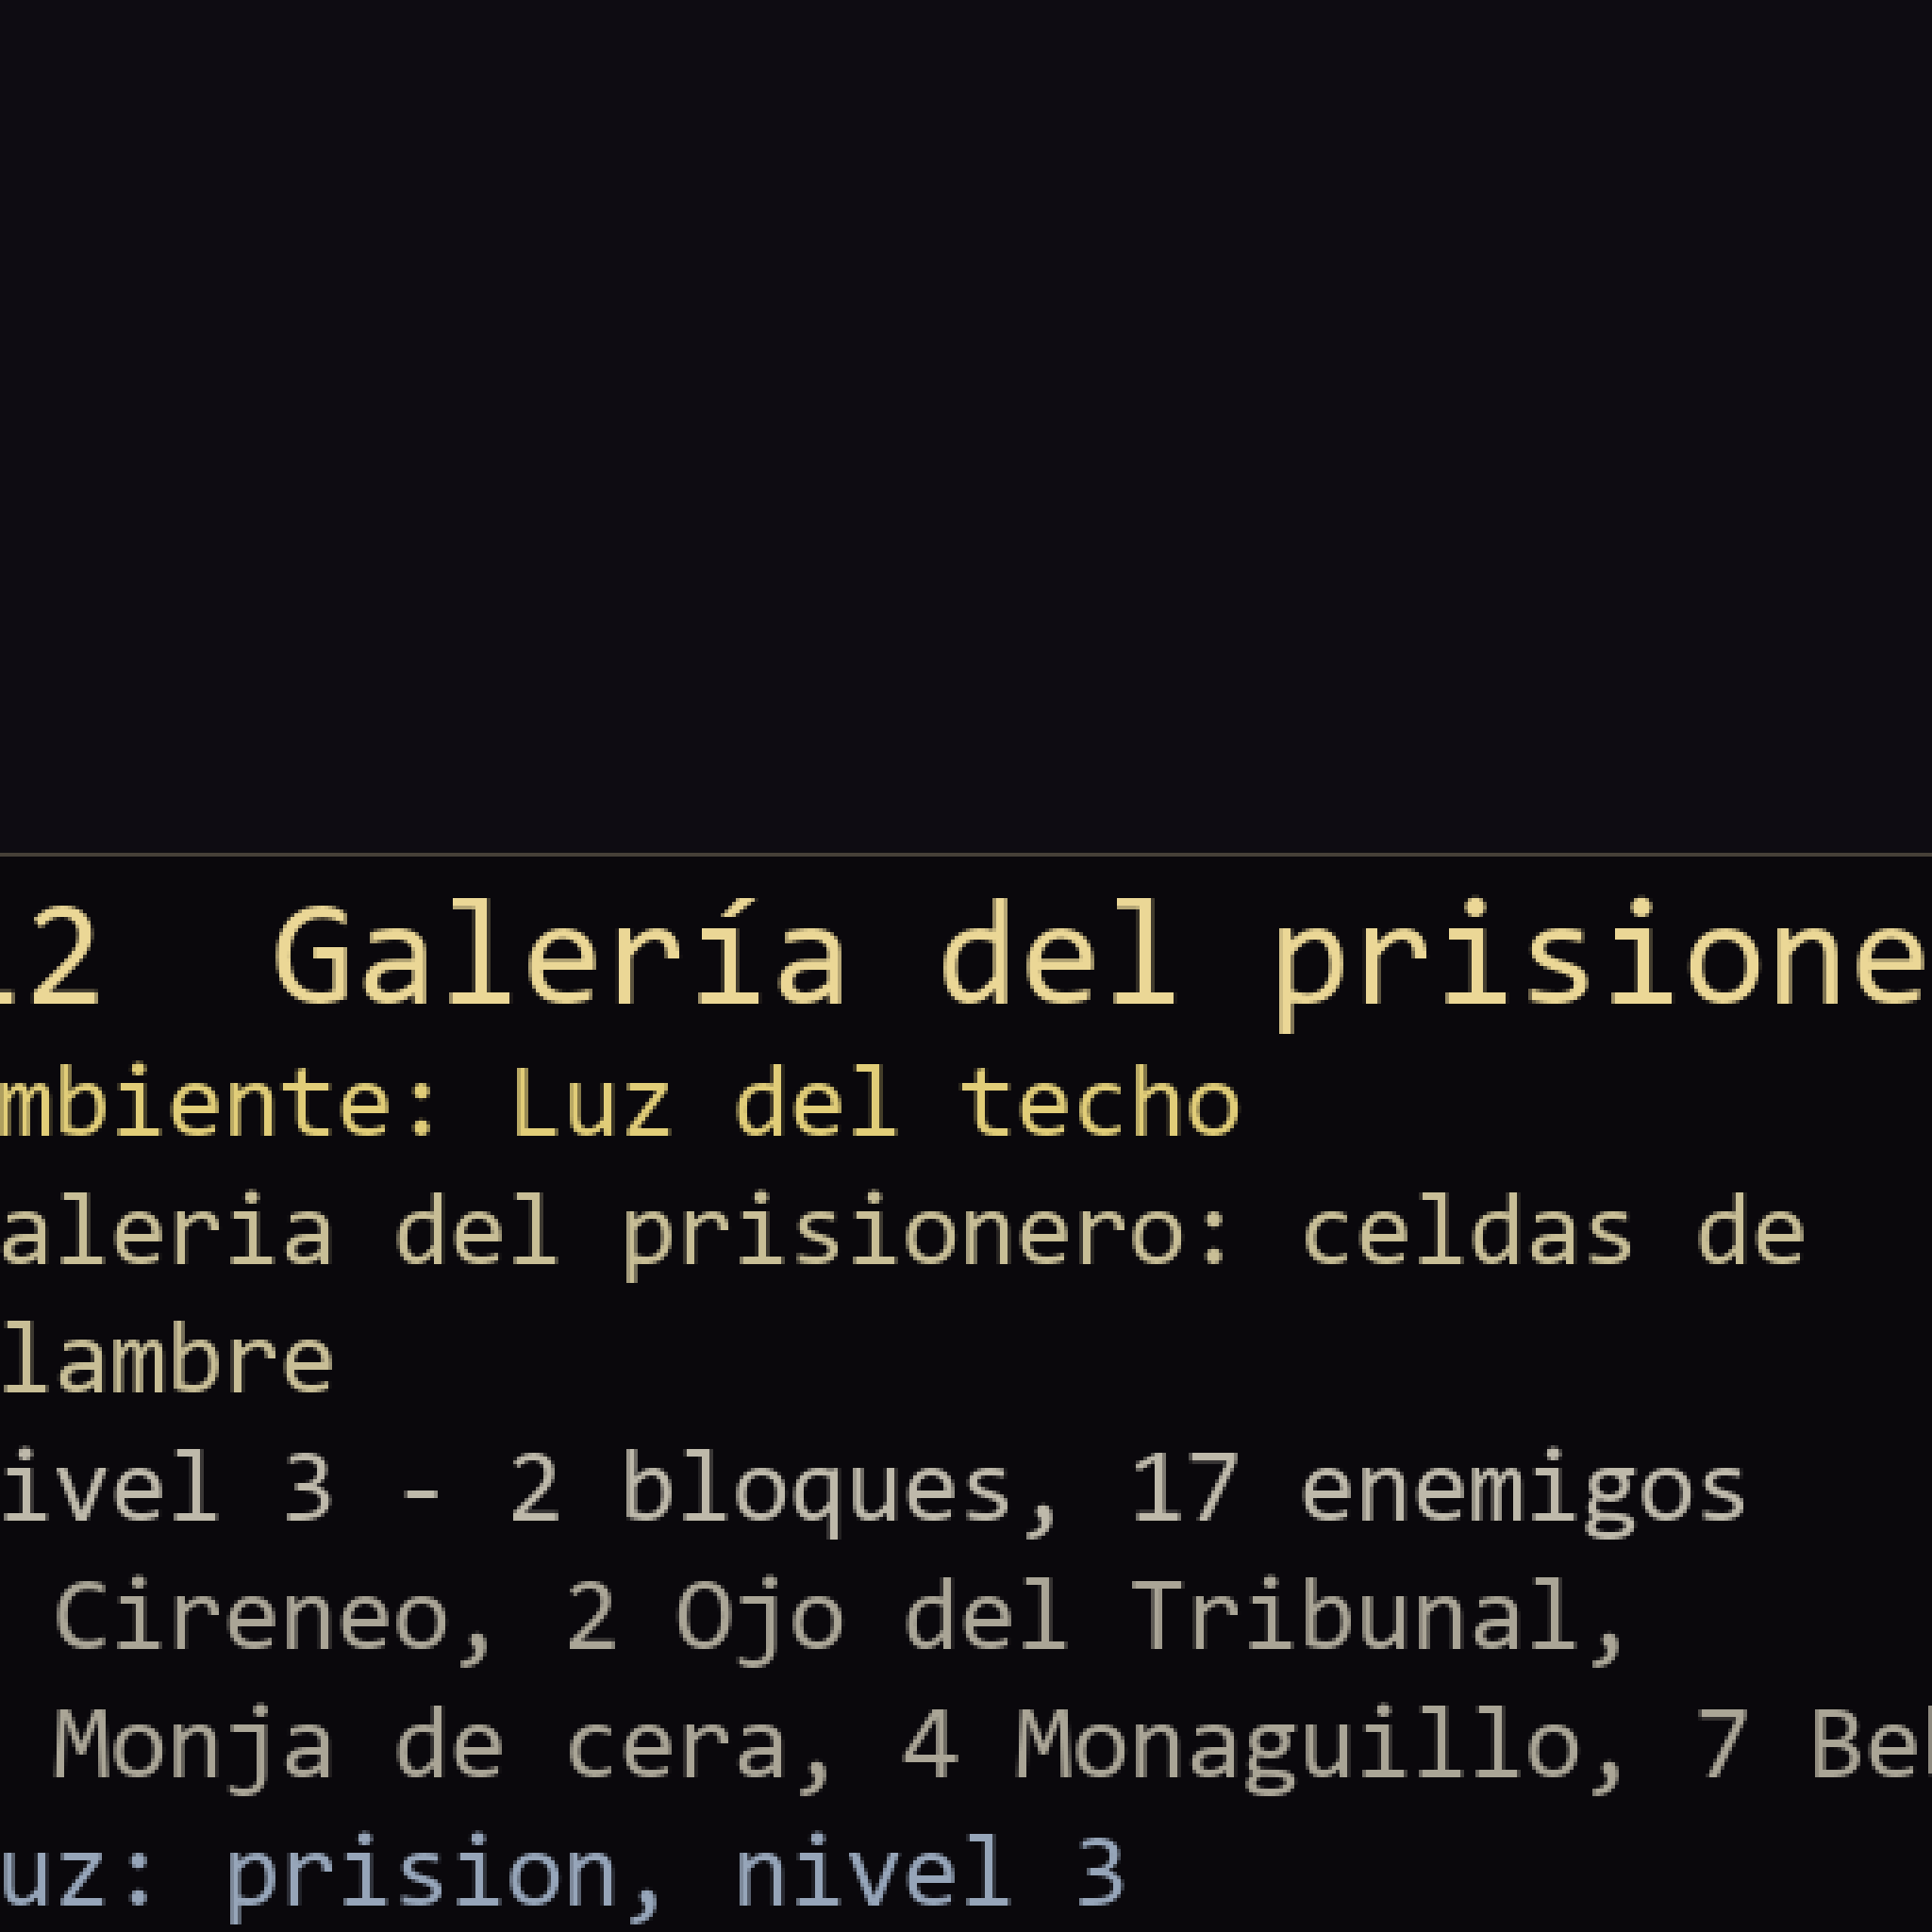 12  Galería del prisione
mbiente: Luz del techo
aleria del prisionero: celdas de
lambre
ivel 3 - 2 bloques, 17 enemigos
Cireneo, 2 Ojo del Tribunal,
Monja de cera, 4 Monaguillo, 7 Be
uz: prision, nivel 3